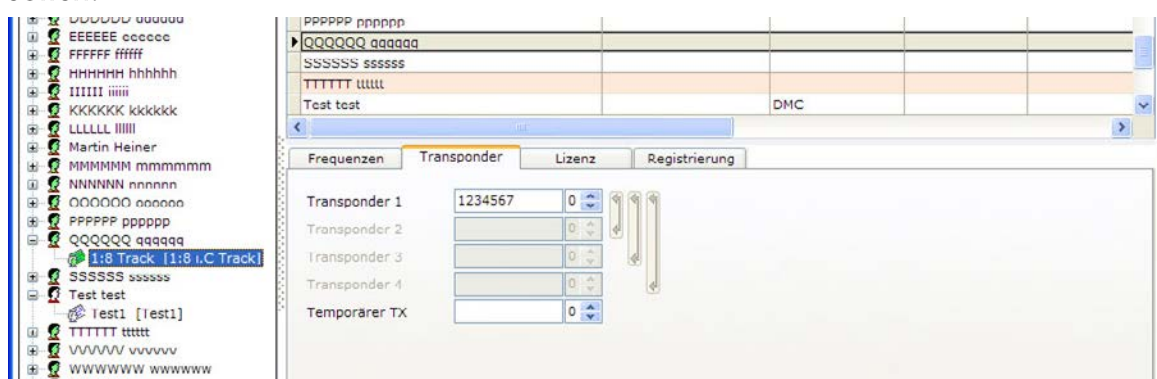 DDDDDD dddddd
EEEEEE eeeeee
FFFFFF ffffff
HHHHHH hhhhhh
IIIIII iiiiii
KKKKKK kkkkkk
LLLLLL llllll
Martin Heiner
MMMMMM mmmmmm
NNNNNN nnnnnn
OOOOOO oooooo
PPPPPP pppppp
QQQQQQ qqqqqq
1:8 Track [1:8 I.C Track]
SSSSSS ssssss
Test test
Test1 [Test1]
TTTTTT tttttt
VVVVVV vvvvvv
WWWWWW wwwwww
PPPPPP pppppp
QQQQQQ qqqqqq
SSSSSS ssssss
TTTTTT tttttt
Test test DMC
Frequenzen Transponder Lizenz Registrierung
Transponder 1 1234567 0
Transponder 2 0
Transponder 3 0
Transponder 4 0
Temporärer TX 0